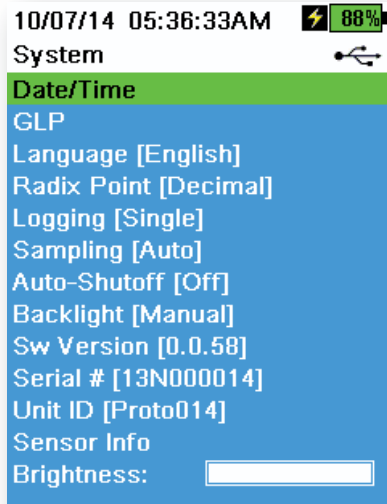 10/07/14 05:36:33AM 88%
System
Date/Time
GLP
Language [English]
Radix Point [Decimal]
Logging [Single]
Sampling [Auto]
Auto-Shutoff [Off]
Backlight [Manual]
Sw Version [0.0.58]
Serial # [13N000014]
Unit ID [Proto014]
Sensor Info
Brightness: